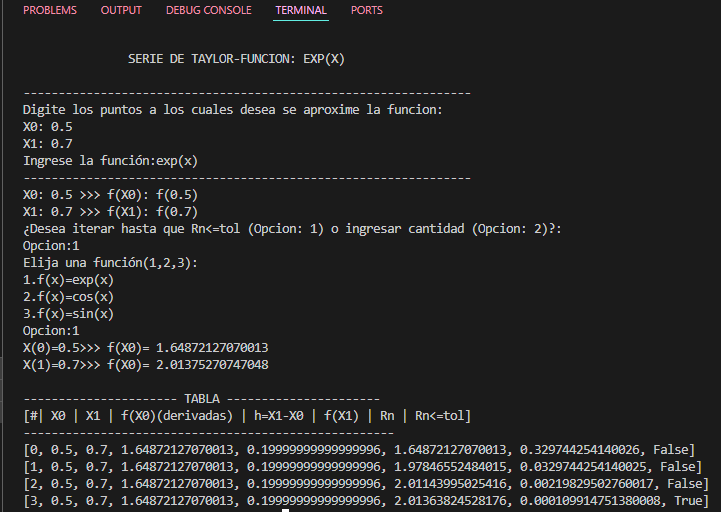 PROBLEMS OUTPUT DEBUG CONSOLE TERMINAL PORTS
SERIE DE TAYLOR-FUNCION: EXP(X)
----------------------------------------------------------------
Digite los puntos a los cuales desea se aproxime la funcion:
X0: 0.5
X1: 0.7
Ingrese la función:exp(x)
----------------------------------------------------------------
X0: 0.5 >>> f(X0): f(0.5)
X1: 0.7 >>> f(X1): f(0.7)
¿Desea iterar hasta que Rn<=tol (Opcion: 1) o ingresar cantidad (Opcion: 2)?:
Opcion:1
Elija una función(1,2,3):
1.f(x)=exp(x)
2.f(x)=cos(x)
3.f(x)=sin(x)
Opcion:1
X(0)=0.5>>> f(X0)= 1.64872127070013
X(1)=0.7>>> f(X0)= 2.01375270747048
---------------------- TABLA ----------------------
[#| X0 | X1 | f(X0)(derivadas) | h=X1-X0 | f(X1) | Rn | Rn<=tol]
-----------------------------------------------------
[0, 0.5, 0.7, 1.64872127070013, 0.19999999999999996, 1.64872127070013, 0.329744254140026, False]
[1, 0.5, 0.7, 1.64872127070013, 0.19999999999999996, 1.97846552484015, 0.0329744254140025, False]
[2, 0.5, 0.7, 1.64872127070013, 0.19999999999999996, 2.01143995025416, 0.00219829502760017, False]
[3, 0.5, 0.7, 1.64872127070013, 0.19999999999999996, 2.01363824528176, 0.000109914751380008, True]